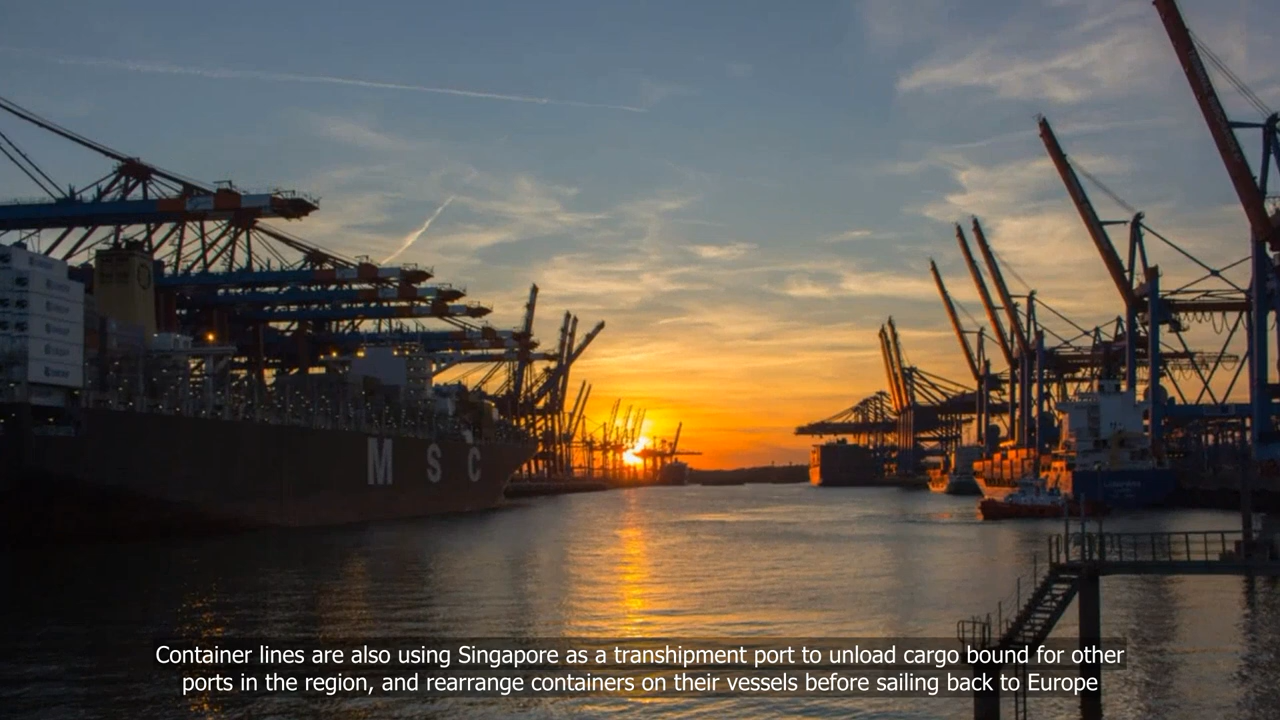 M S C
Container lines are also using Singapore as a transhipment port to unload cargo bound for other
ports in the region, and rearrange containers on their vessels before sailing back to Europe